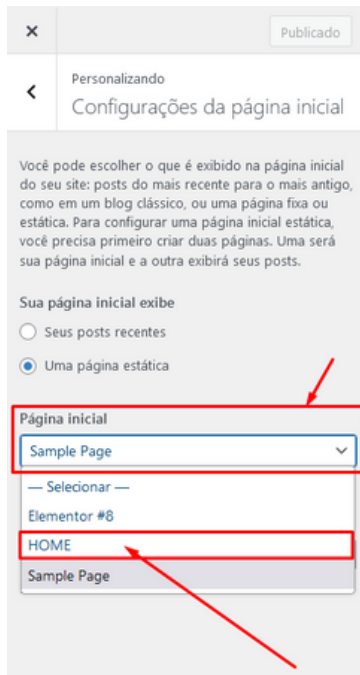 Publicado
Personalizando
Configurações da página inicial
Você pode escolher o que é exibido na página inicial
do seu site: posts do mais recente para o mais antigo,
como em um blog clássico, ou uma página fixa ou
estática. Para configurar uma página inicial estática,
você precisa primeiro criar duas páginas. Uma será
sua página inicial e a outra exibirá seus posts.
Sua página inicial exibe
Seus posts recentes
Uma página estática
Página inicial
Sample Page
— Selecionar —
Elementor #8
HOME
Sample Page